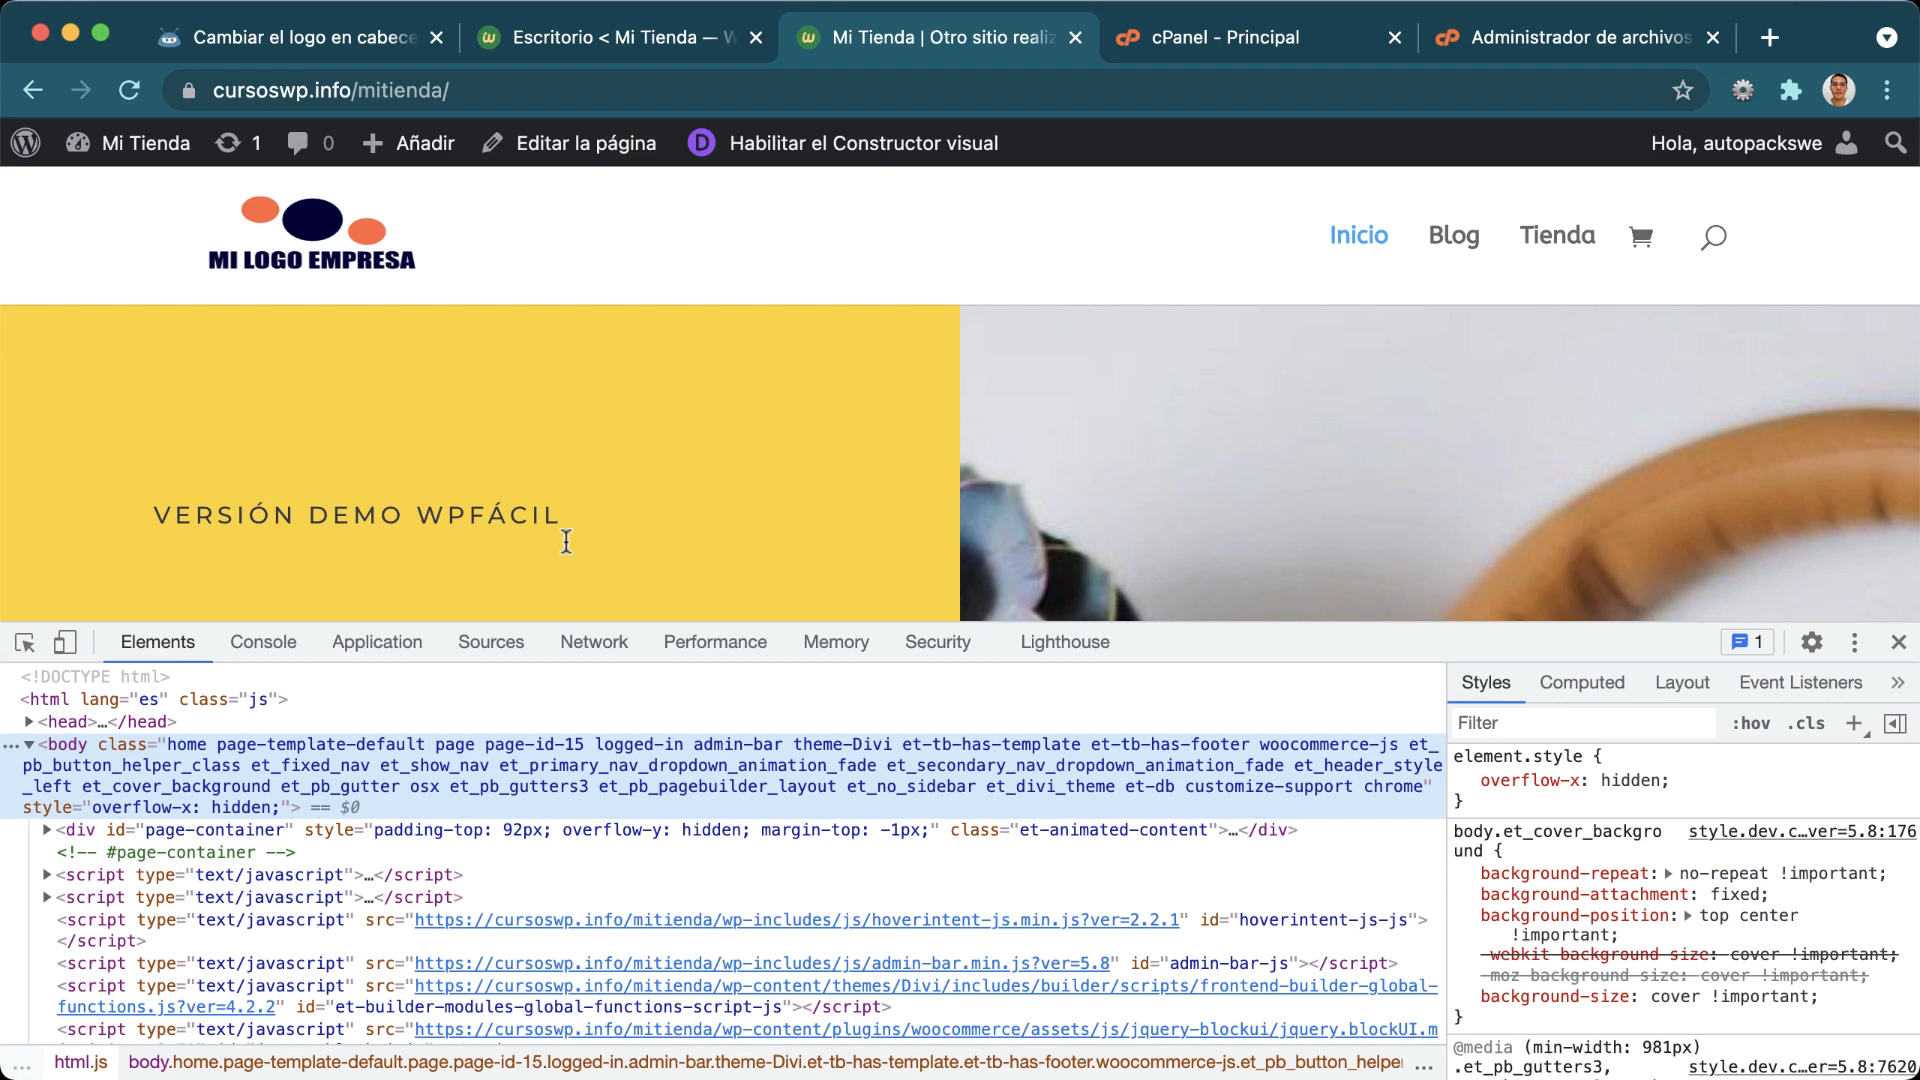 Cambiar el logo en cabece
Escritorio < Mi Tienda — W
Mi Tienda | Otro sitio realiz
cPanel - Principal
Administrador de archivos
cursoswp.info/mitienda/
Mi Tienda 1 0 Añadir Editar la página Habilitar el Constructor visual Hola, autopackswe
MI LOGO EMPRESA
Inicio Blog Tienda
VERSIÓN DEMO WPFÁCIL
Elements Console Application Sources Network Performance Memory Security Lighthouse 1
<!DOCTYPE html>
<html lang="es" class="js">
<head>…</head>
<body class="home page-template-default page page-id-15 logged-in admin-bar theme-Divi et-tb-has-template et-tb-has-footer woocommerce-js et_
pb_button_helper_class et_fixed_nav et_show_nav et_primary_nav_dropdown_animation_fade et_secondary_nav_dropdown_animation_fade et_header_style
_left et_cover_background et_pb_gutter osx et_pb_gutters3 et_pb_pagebuilder_layout et_no_sidebar et_divi_theme et-db customize-support chrome"
style="overflow-x: hidden;"> == $0
<div id="page-container" style="padding-top: 92px; overflow-y: hidden; margin-top: -1px;" class="et-animated-content">…</div>
<!-- #page-container -->
<script type="text/javascript">…</script>
<script type="text/javascript">…</script>
<script type="text/javascript" src="https://cursoswp.info/mitienda/wp-includes/js/hoverintent-js.min.js?ver=2.2.1" id="hoverintent-js-js">
</script>
<script type="text/javascript" src="https://cursoswp.info/mitienda/wp-includes/js/admin-bar.min.js?ver=5.8" id="admin-bar-js"></script>
<script type="text/javascript" src="https://cursoswp.info/mitienda/wp-content/themes/Divi/includes/builder/scripts/frontend-builder-global-
functions.js?ver=4.2.2" id="et-builder-modules-global-functions-script-js"></script>
<script type="text/javascript" src="https://cursoswp.info/mitienda/wp-content/plugins/woocommerce/assets/js/jquery-blockui/jquery.blockUI.m
… html.js body.home.page-template-default.page.page-id-15.logged-in.admin-bar.theme-Divi.et-tb-has-template.et-tb-has-footer.woocommerce-js.et_pb_button_helper …
Styles Computed Layout Event Listeners »
Filter :hov .cls +
element.style {
overflow-x: hidden;
}
body.et_cover_backgro style.dev.c…ver=5.8:176
und {
background-repeat: no-repeat !important;
background-attachment: fixed;
background-position: top center
!important;
-webkit-background-size: cover !important;
-moz-background-size: cover !important;
background-size: cover !important;
}
@media (min-width: 981px)
.et_pb_gutters3, style.dev.c…er=5.8:7620